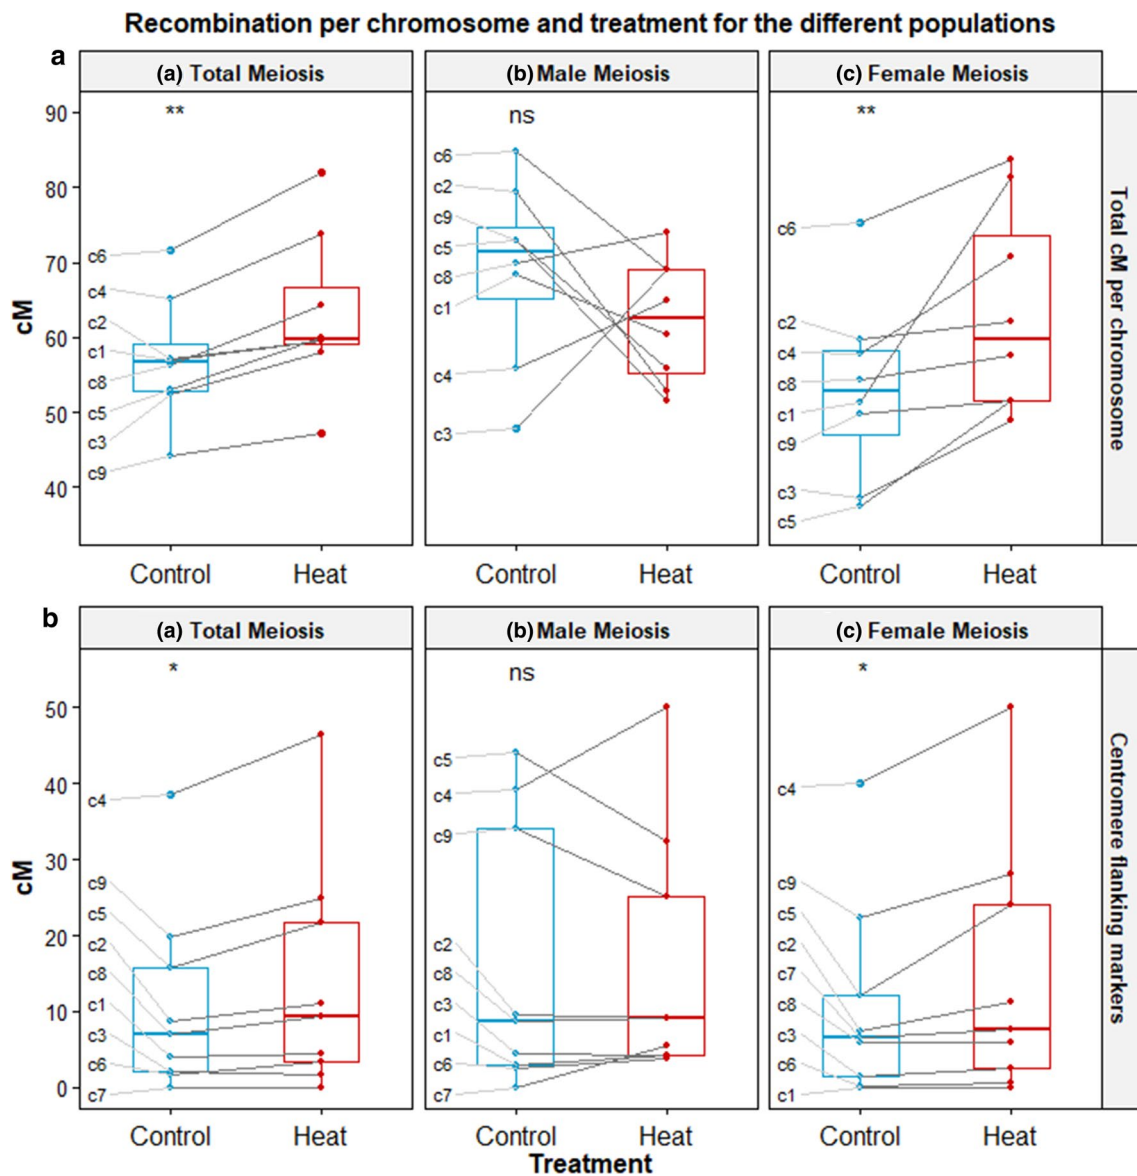 Recombination per chromosome and treatment for the different populations
a
(a) Total Meiosis
(b) Male Meiosis
(c) Female Meiosis
**
ns
**
90
80
70
60
50
40
cM
c6
c4
c2
c1
c8
c5
c3
c9
c6
c2
c9
c5
c8
c1
c4
c3
c6
c2
c4
c8
c1
c9
c3
c5
Total cM per chromosome
Control
Heat
Control
Heat
Control
Heat
b
(a) Total Meiosis
(b) Male Meiosis
(c) Female Meiosis
*
ns
*
50
40
30
20
10
0
cM
c4
c9
c5
c2
c8
c1
c3
c6
c7
c5
c4
c9
c2
c8
c3
c1
c6
c7
c4
c9
c5
c2
c7
c8
c3
c6
c1
Centromere flanking markers
Control
Heat
Control
Heat
Control
Heat
Treatment